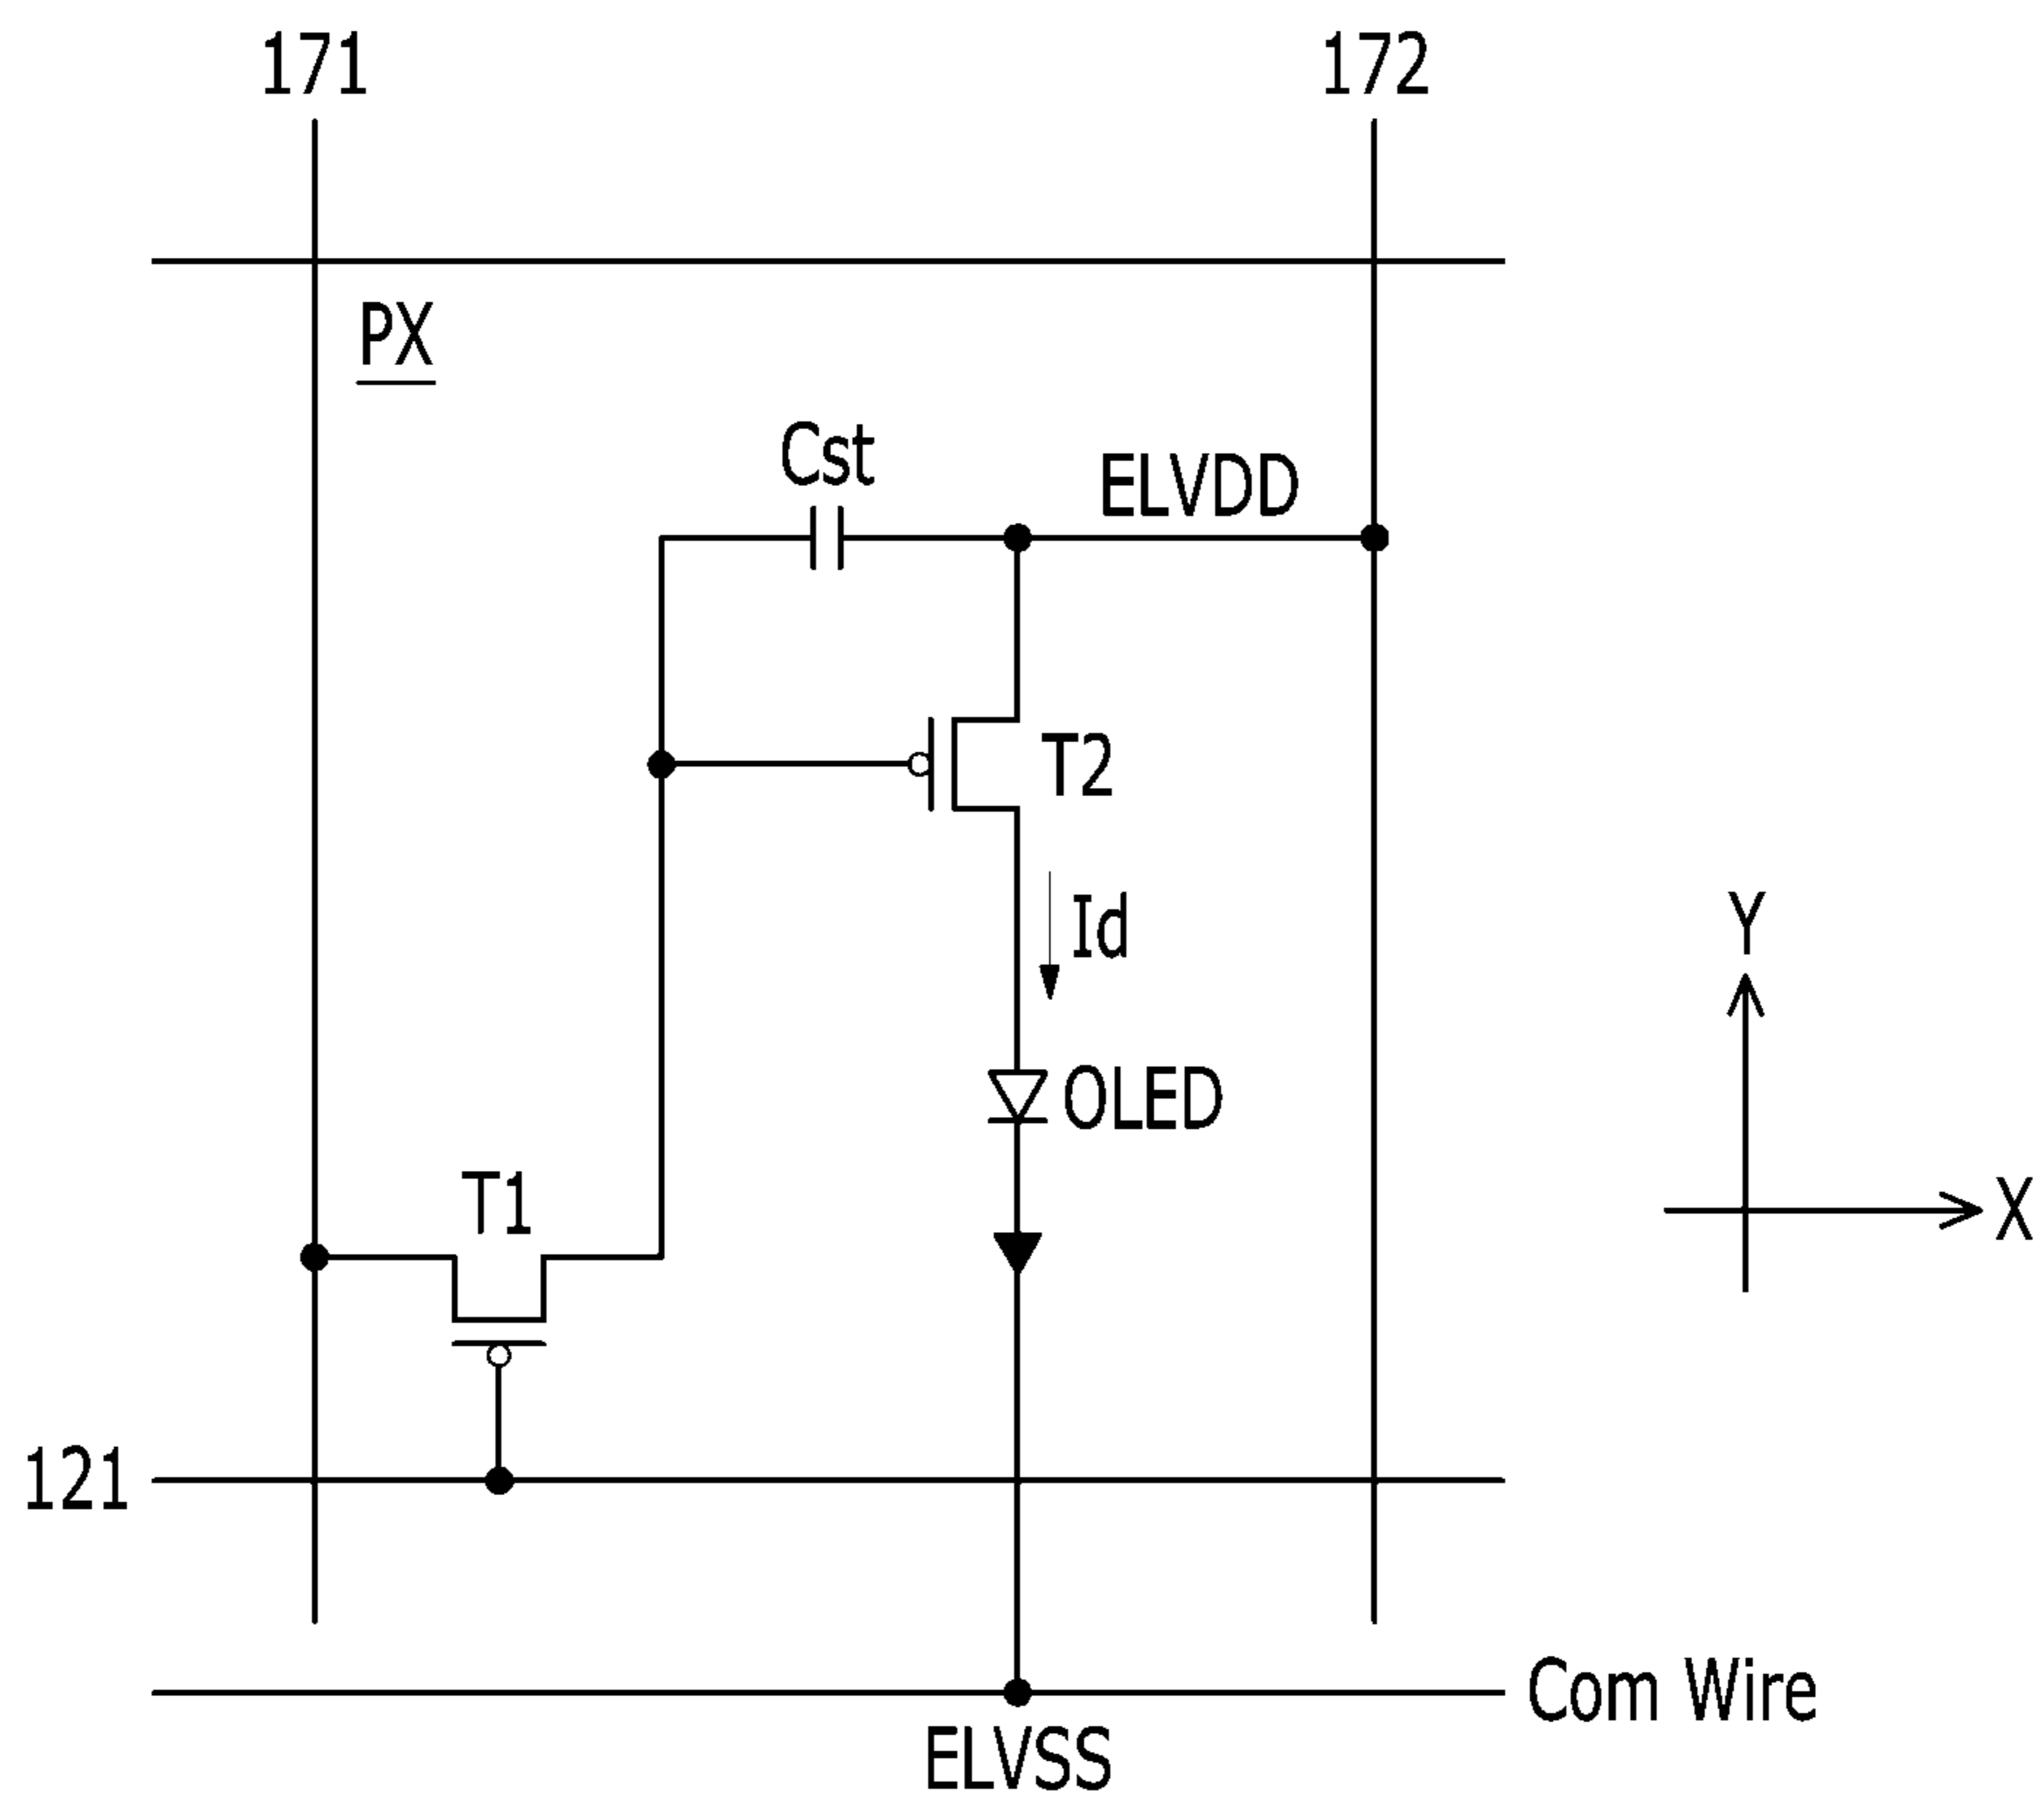 171
172
PX
Cst
ELVDD
T2
Id
Y
OLED
T1
X
121
Com Wire
ELVSS